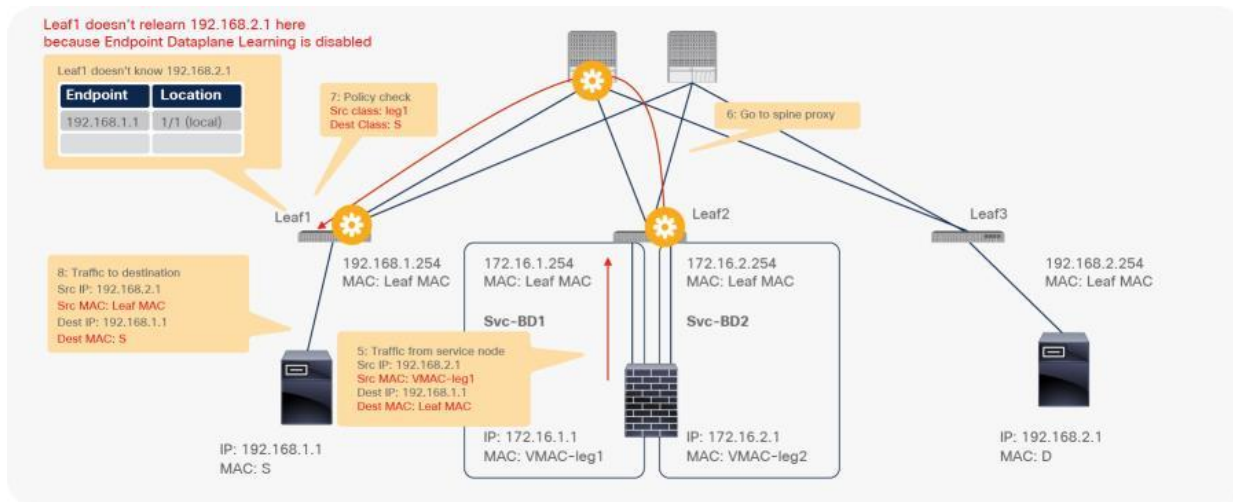 Leaf1 doesn't relearn 192.168.2.1 here
because Endpoint Dataplane Learning is disabled
Leaf1 doesn't know 192.168.2.1
Endpoint Location
192.168.1.1 1/1 (local)
7: Policy check
Src class: leg1
Dest Class: S
6: Go to spine proxy
Leaf1
Leaf2
Leaf3
192.168.1.254
MAC: Leaf MAC
172.16.1.254
MAC: Leaf MAC
172.16.2.254
MAC: Leaf MAC
192.168.2.254
MAC: Leaf MAC
Svc-BD1
Svc-BD2
8: Traffic to destination
Src IP: 192.168.2.1
Src MAC: Leaf MAC
Dest IP: 192.168.1.1
Dest MAC: S
5: Traffic from service node
Src IP: 192.168.2.1
Src MAC: VMAC-leg1
Dest IP: 192.168.1.1
Dest MAC: Leaf MAC
IP: 192.168.1.1
MAC: S
IP: 172.16.1.1
MAC: VMAC-leg1
IP: 172.16.2.1
MAC: VMAC-leg2
IP: 192.168.2.1
MAC: D